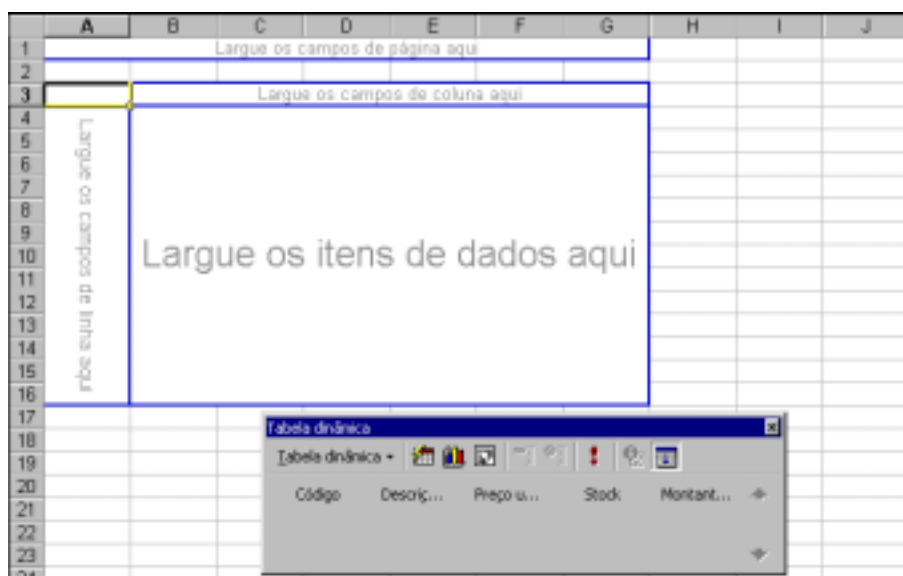 A B C D E F G H I J
1 Largue os campos de página aqui
2
3 Largue os campos de coluna aqui
4
5
6
7
8
9
10
11
12
13
14
15
16
Largue os campos de linha aqui
Largue os itens de dados aqui
17
18
19
20
21
22
23
24
Tabela dinâmica
Tabela dinâmica
Código Descriç... Preço u... Stock Montant...